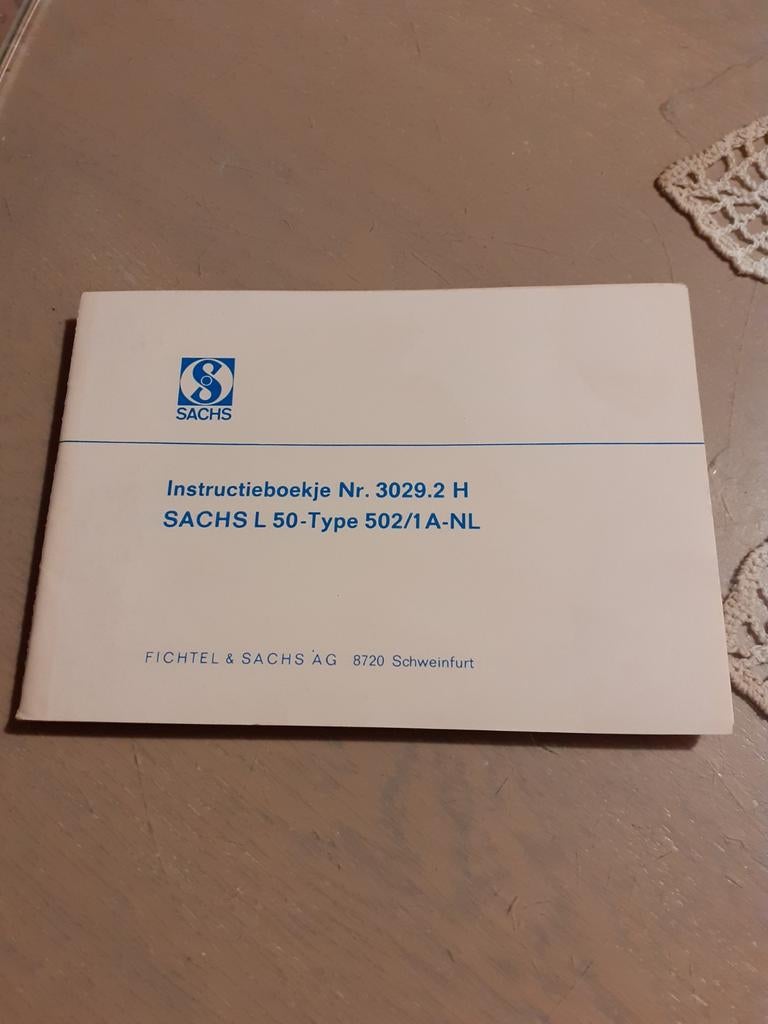 SACHS
Instructieboekje Nr. 3029.2 H
SACHS L 50-Type 502/1A-NL
FICHTEL & SACHS AG 8720 Schweinfurt